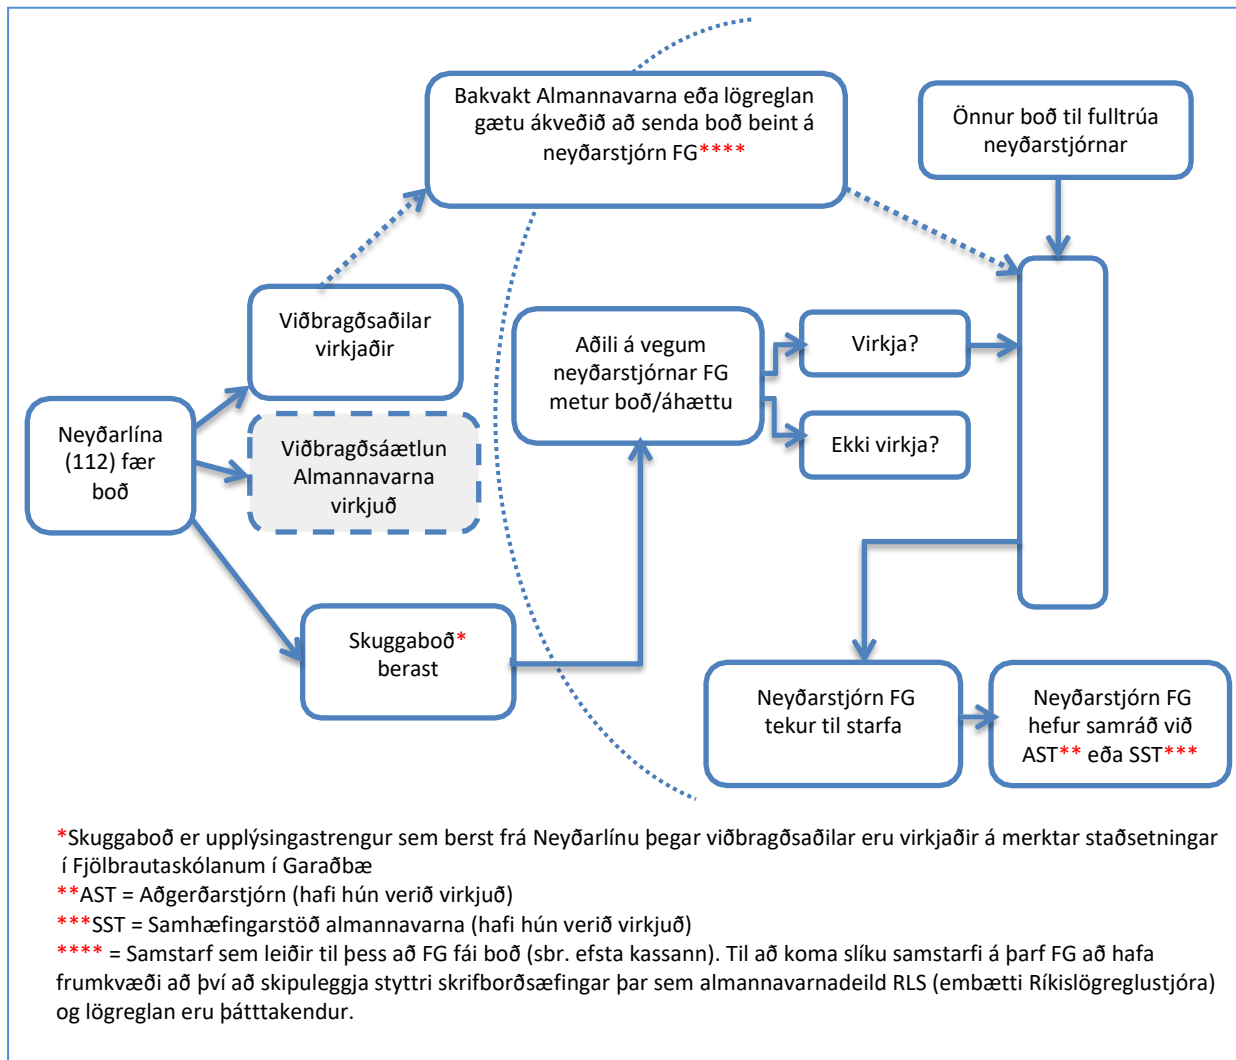 Bakvakt Almannavarna eða lögreglan
gætu ákveðið að senda boð beint á
neyðarstjórn FG****
Önnur boð til fulltrúa
neyðarstjórnar
Viðbragðsaðilar
virkjaðir
Aðili á vegum
neyðarstjórnar FG
metur boð/áhættu
Virkja?
Ekki virkja?
Neyðarlína
(112) fær
boð
Viðbragðsáætlun
Almannavarna
virkjuð
Skuggaboð*
berast
Neyðarstjórn FG
tekur til starfa
Neyðarstjórn FG
hefur samráð við
AST** eða SST***
*Skuggaboð er upplýsingastrengur sem berst frá Neyðarlínu þegar viðbragðsaðilar eru virkjaðir á merktar staðsetningar
í Fjölbrautaskólanum í Garaðbæ
**AST = Aðgerðarstjórn (hafi hún verið virkjuð)
***SST = Samhæfingarstöð almannavarna (hafi hún verið virkjuð)
**** = Samstarf sem leiðir til þess að FG fái boð (sbr. efsta kassann). Til að koma slíku samstarfi á þarf FG að hafa
frumkvæði að því að skipuleggja styttri skrifborðsæfingar þar sem almannavarnadeild RLS (embætti Ríkislögreglustjóra)
og lögreglan eru þátttakendur.